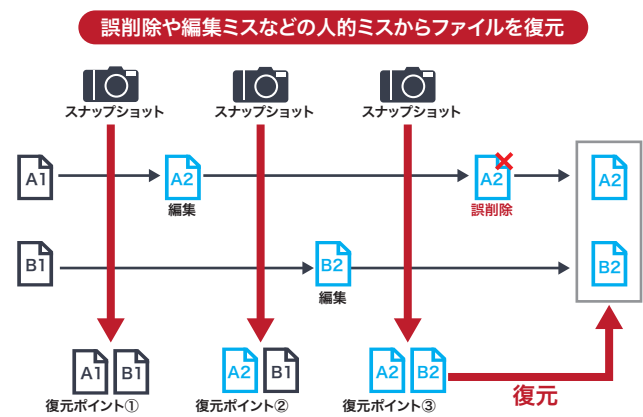 誤削除や編集ミスなどの人的ミスからファイルを復元
スナップショット
スナップショット
スナップショット
A1
A2
A2
A2
編集
誤削除
B1
B2
B2
編集
A1
B1
A2
B1
A2
B2
復元ポイント①
復元ポイント②
復元ポイント③
復元